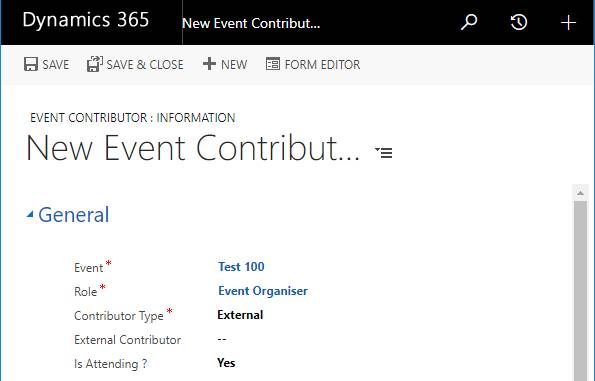 Dynamics 365 New Event Contribut...
SAVE SAVE & CLOSE NEW FORM EDITOR
EVENT CONTRIBUTOR : INFORMATION
New Event Contribut...
General
Event * Test 100
Role * Event Organiser
Contributor Type * External
External Contributor --
Is Attending ? Yes